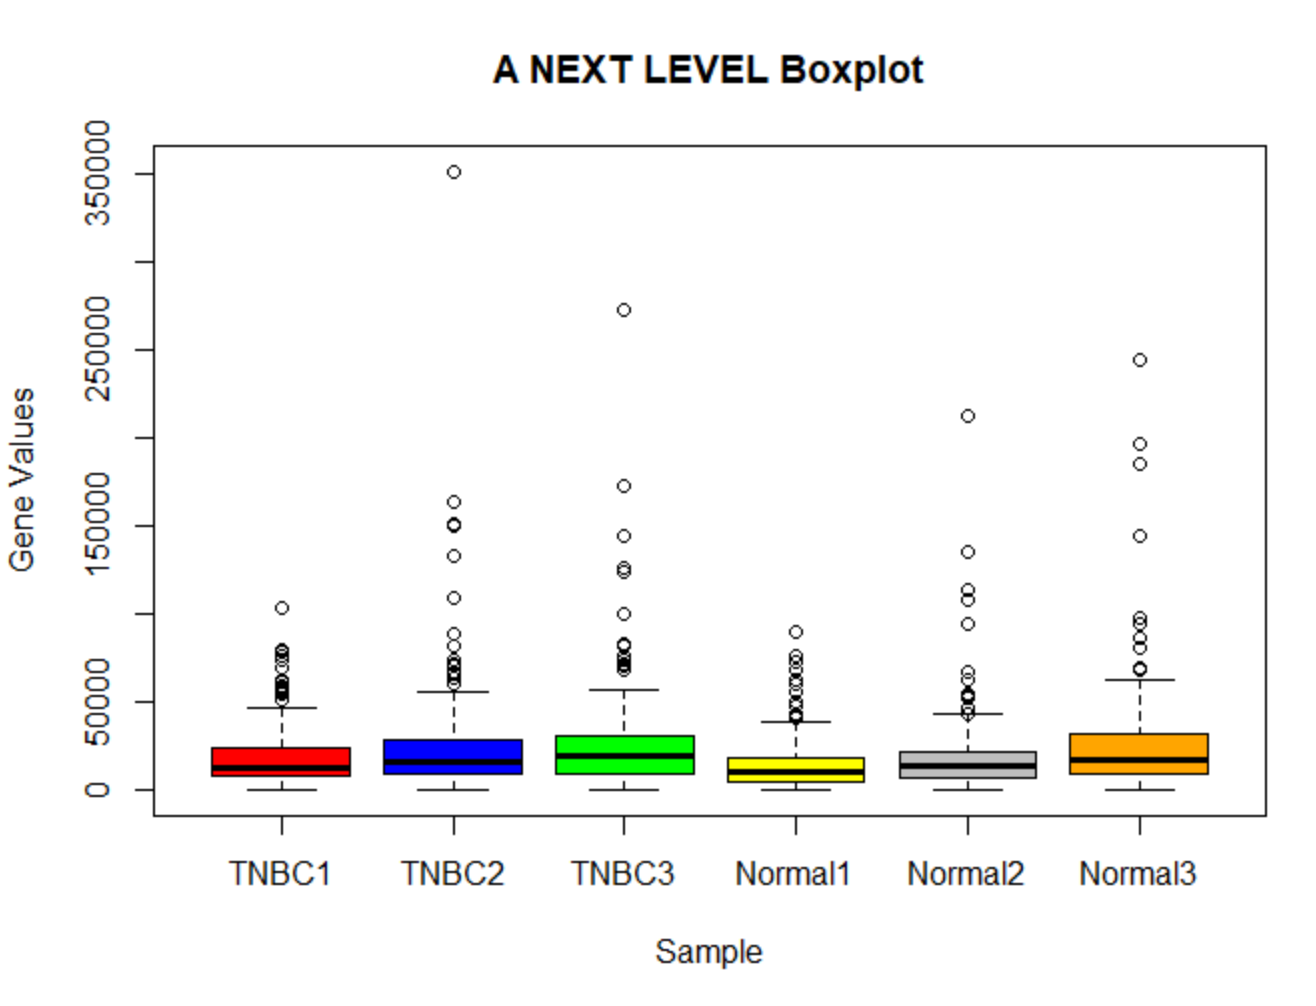 A NEXT LEVEL Boxplot
Gene Values
350000
250000
150000
50000
0
TNBC1 TNBC2 TNBC3 Normal1 Normal2 Normal3
Sample